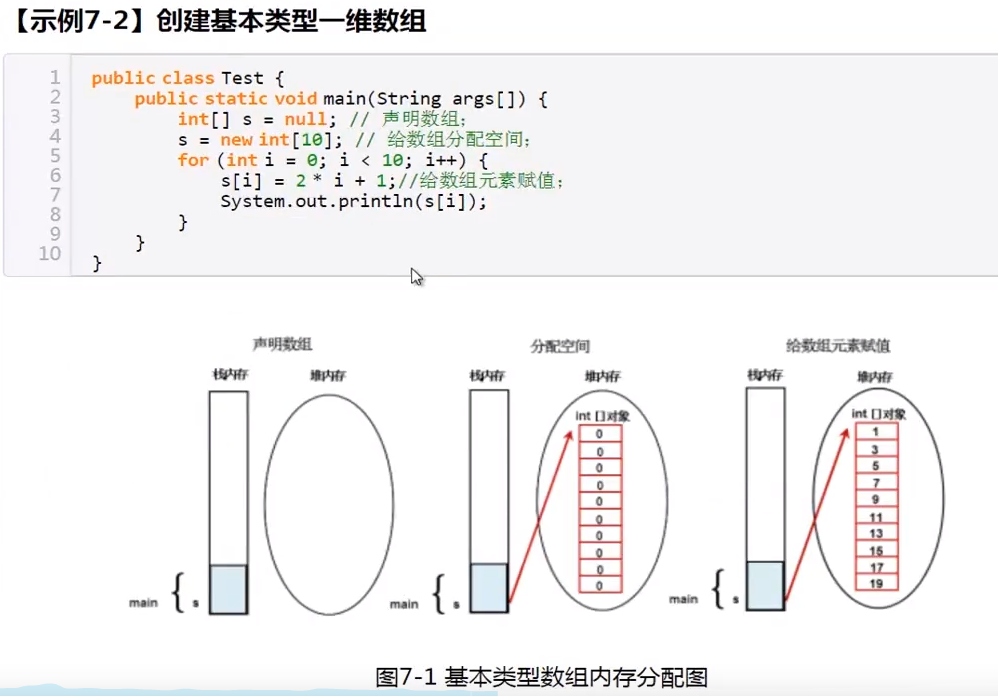 【示例7-2】创建基本类型一维数组
1 public class Test {
2 public static void main(String args[]) {
3 int[] s = null; // 声明数组;
4 s = new int[10]; // 给数组分配空间;
5 for (int i = 0; i < 10; i++) {
6 s[i] = 2 * i + 1;//给数组元素赋值;
7 System.out.println(s[i]);
8 }
9 }
10 }
声明数组
栈内存 堆内存
main { s
分配空间
栈内存 堆内存
int 口对象
0
0
0
0
0
0
0
0
0
0
main { s
给数组元素赋值
栈内存 堆内存
int 口对象
1
3
5
7
9
11
13
15
17
19
main { s
图7-1 基本类型数组内存分配图